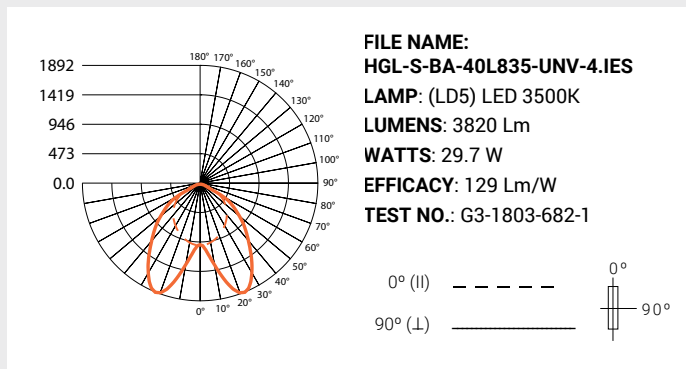 1892
1419
946
473
0.0
180° 170° 160° 150° 140° 130° 120° 110° 100° 90° 80° 70° 60° 50° 40° 30° 20° 10° 0°
FILE NAME:
HGL-S-BA-40L835-UNV-4.IES
LAMP: (LD5) LED 3500K
LUMENS: 3820 Lm
WATTS: 29.7 W
EFFICACY: 129 Lm/W
TEST NO.: G3-1803-682-1
0º (II)
90º (⊥)
0º
90º